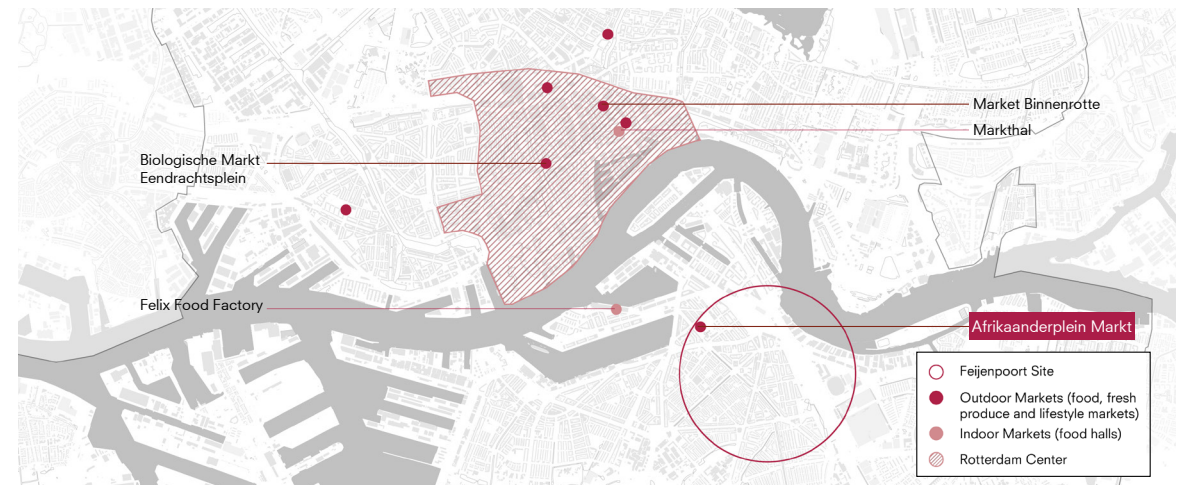 Market Binnenrotte
Markthal
Biologische Markt
Eendrachtsplein
Felix Food Factory
Afrikaanderplein Markt
Feijenpoort Site
Outdoor Markets (food, fresh
produce and lifestyle markets)
Indoor Markets (food halls)
Rotterdam Center